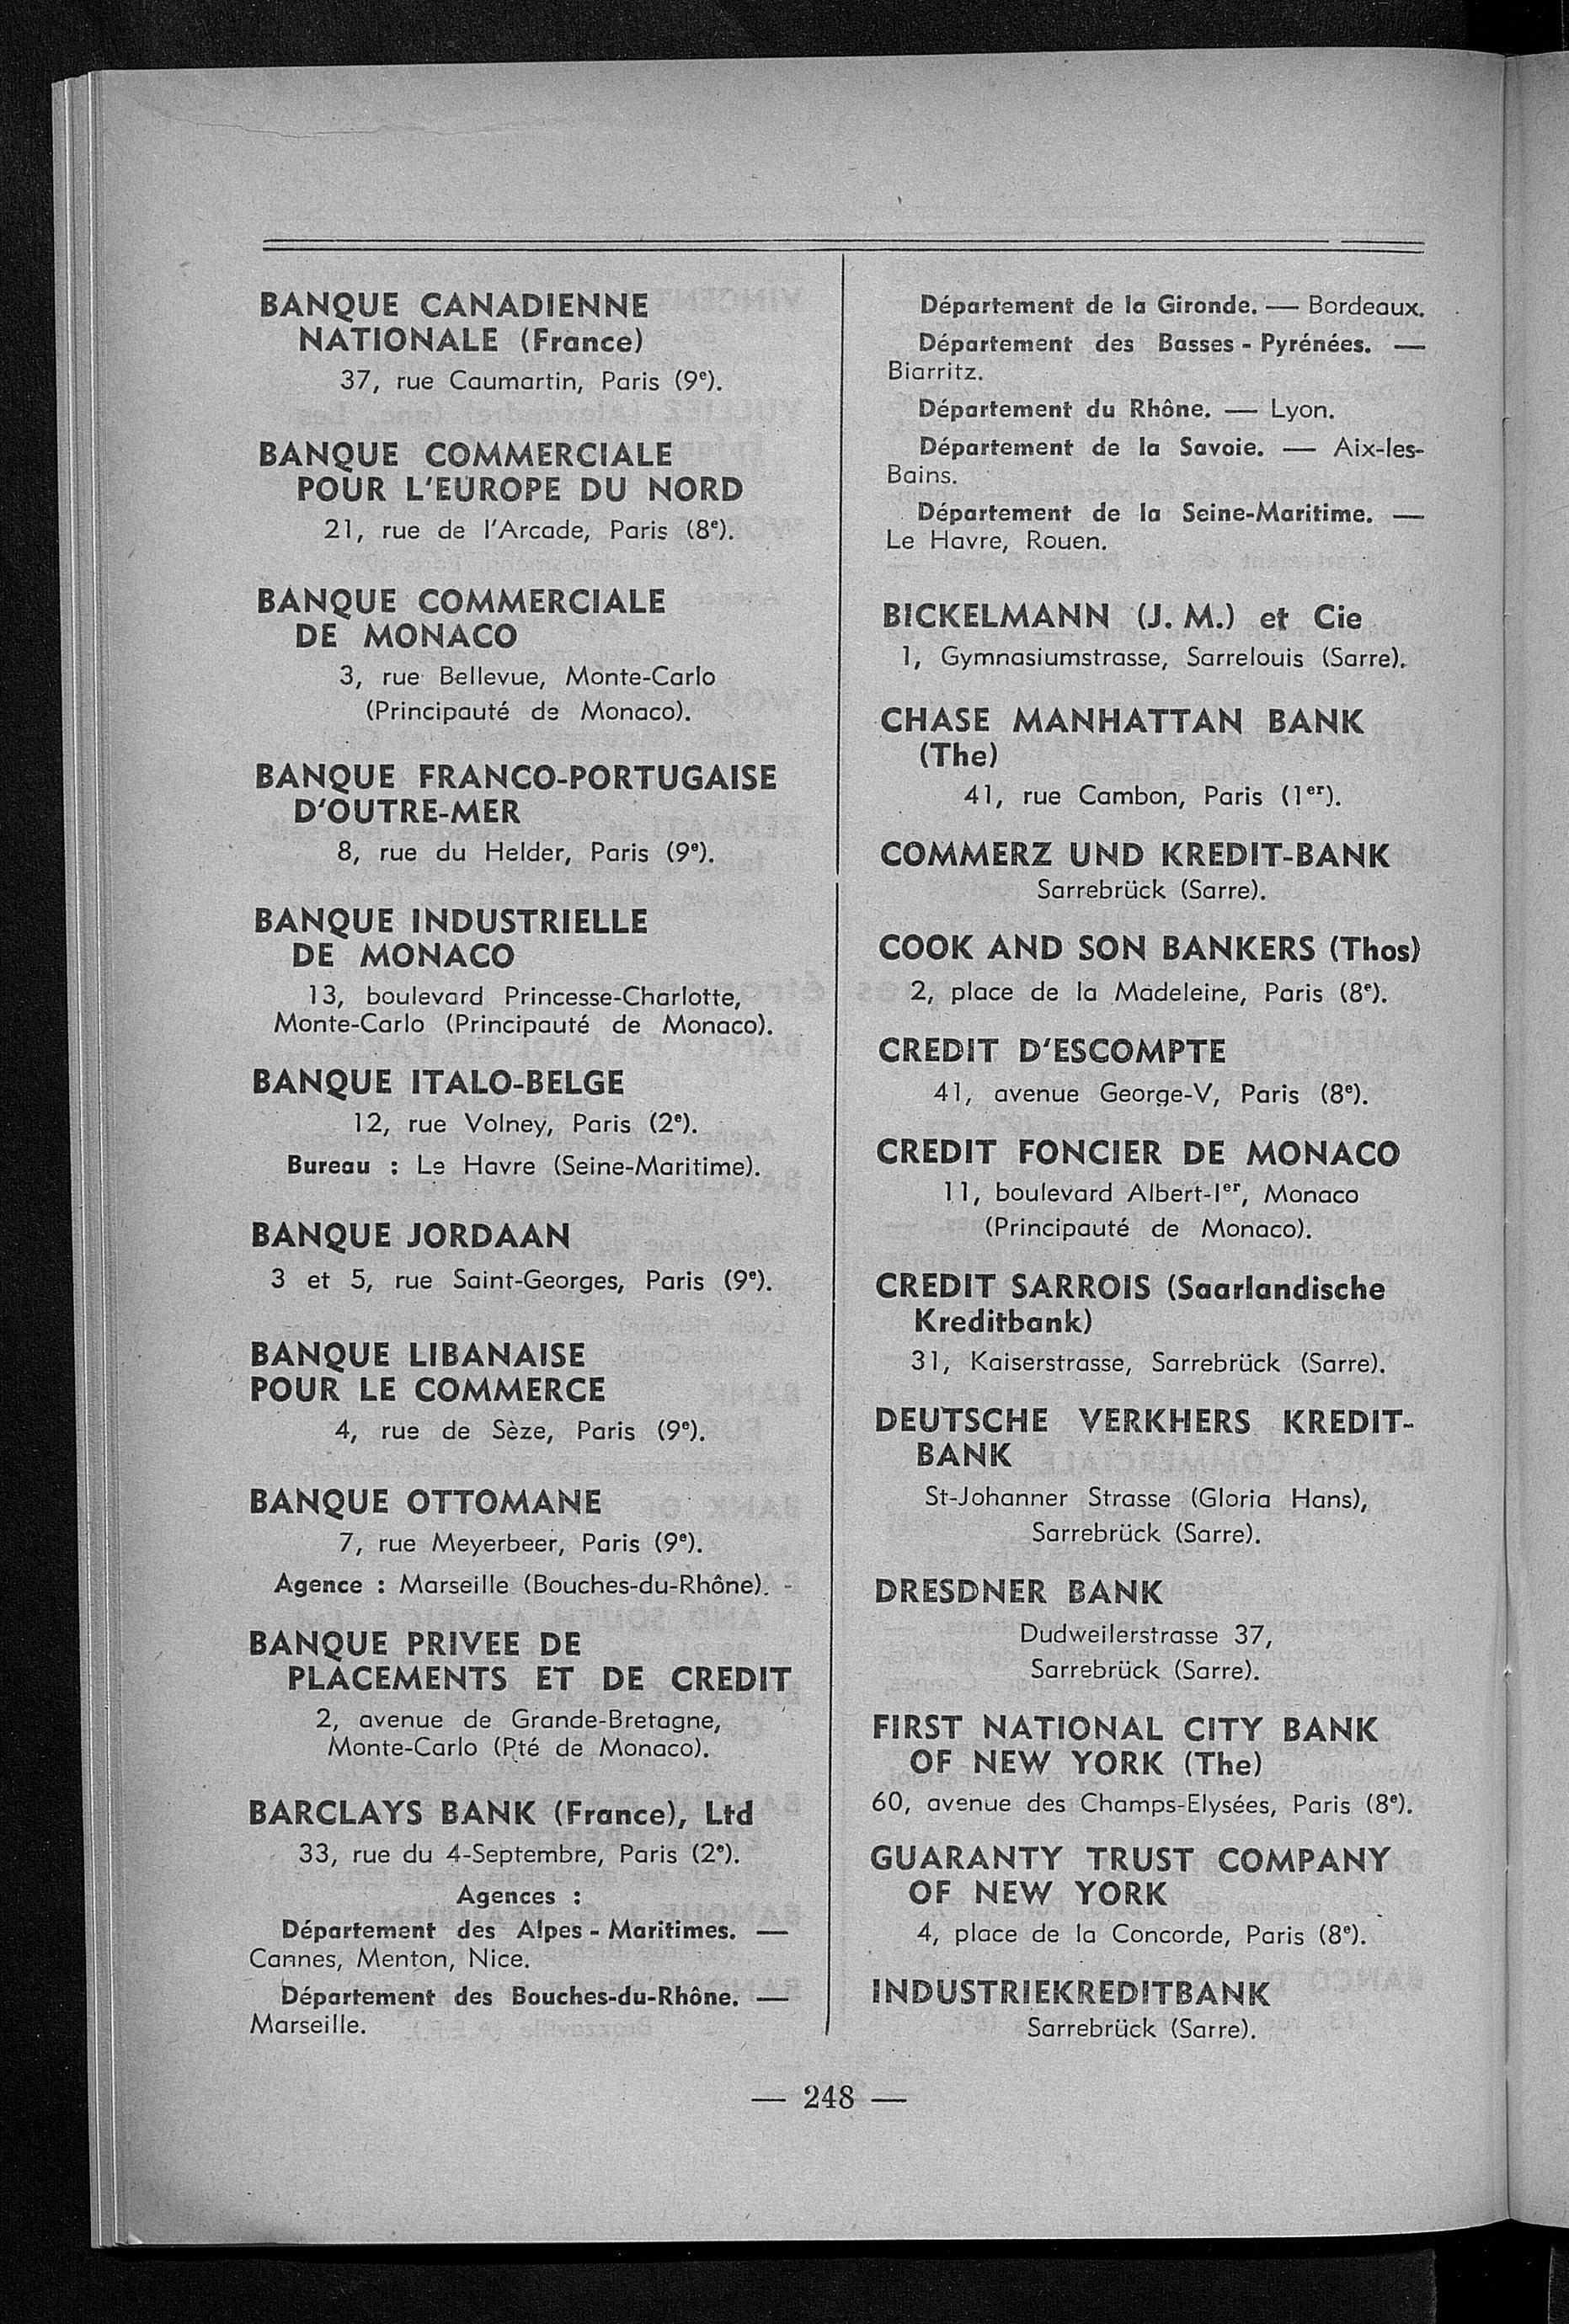 BANQUE CANADIENNE
NATIONALE (France)
37, rue Caumartin, Paris (9e).
BANQUE COMMERCIALE
POUR L'EUROPE DU NORD
21, rue de l'Arcade, Paris (8e).
BANQUE COMMERCIALE
DE MONACO
3, rue Bellevue, Monte-Carlo
(Principauté de Monaco).
BANQUE FRANCO-PORTUGAISE
D'OUTRE-MER
8, rue du Helder, Paris (9e).
BANQUE INDUSTRIELLE
DE MONACO
13, boulevard Princesse-Charlotte,
Monte-Carlo (Principauté de Monaco).
BANQUE ITALO-BELGE
12, rue Volney, Paris (2e).
Bureau : Le Havre (Seine-Maritime).
BANQUE JORDAAN
3 et 5, rue Saint-Georges, Paris (9e).
BANQUE LIBANAISE
POUR LE COMMERCE
4, rue de Sèze, Paris (9e).
BANQUE OTTOMANE
7, rue Meyerbeer, Paris (9e).
Agence : Marseille (Bouches-du-Rhône).
BANQUE PRIVEE DE
PLACEMENTS ET DE CREDIT
2, avenue de Grande-Bretagne,
Monte-Carlo (Pté de Monaco).
BARCLAYS BANK (France), Ltd
33, rue du 4-Septembre, Paris (2e).
Agences :
Département des Alpes - Maritimes. —
Cannes, Menton, Nice.
Département des Bouches-du-Rhône. —
Marseille.
Département de la Gironde. — Bordeaux.
Département des Basses - Pyrénées. —
Biarritz.
Département du Rhône. — Lyon.
Département de la Savoie. — Aix-les-
Bains.
Département de la Seine-Maritime. —
Le Havre, Rouen.
BICKELMANN (J. M.) et Cie
1, Gymnasiumstrasse, Sarrelouis (Sarre).
CHASE MANHATTAN BANK
(The)
41, rue Cambon, Paris (1er).
COMMERZ UND KREDIT-BANK
Sarrebrück (Sarre).
COOK AND SON BANKERS (Thos)
2, place de la Madeleine, Paris (8e).
CREDIT D'ESCOMPTE
41, avenue George-V, Paris (8e).
CREDIT FONCIER DE MONACO
11, boulevard Albert-Ier, Monaco
(Principauté de Monaco).
CREDIT SARROIS (Saarlandische
Kreditbank)
31, Kaiserstrasse, Sarrebrück (Sarre).
DEUTSCHE VERKHERS KREDIT-
BANK
St-Johanner Strasse (Gloria Hans),
Sarrebrück (Sarre).
DRESDNER BANK
Dudweilerstrasse 37,
Sarrebrück (Sarre).
FIRST NATIONAL CITY BANK
OF NEW YORK (The)
60, avenue des Champs-Elysées, Paris (8e).
GUARANTY TRUST COMPANY
OF NEW YORK
4, place de la Concorde, Paris (8e).
INDUSTRIEKREDITBANK
Sarrebrück (Sarre).
— 248 —